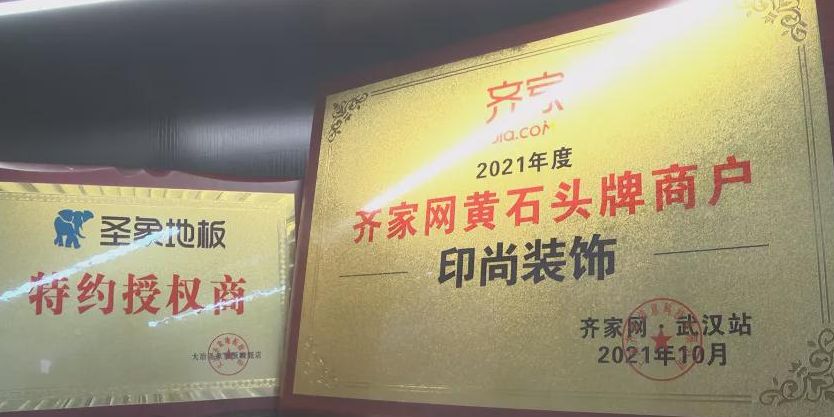 圣象地板
特约授权商
齐家
jia.com
2021年度
齐家网黄石头牌商户
印尚装饰
齐家网·武汉站
2021年10月